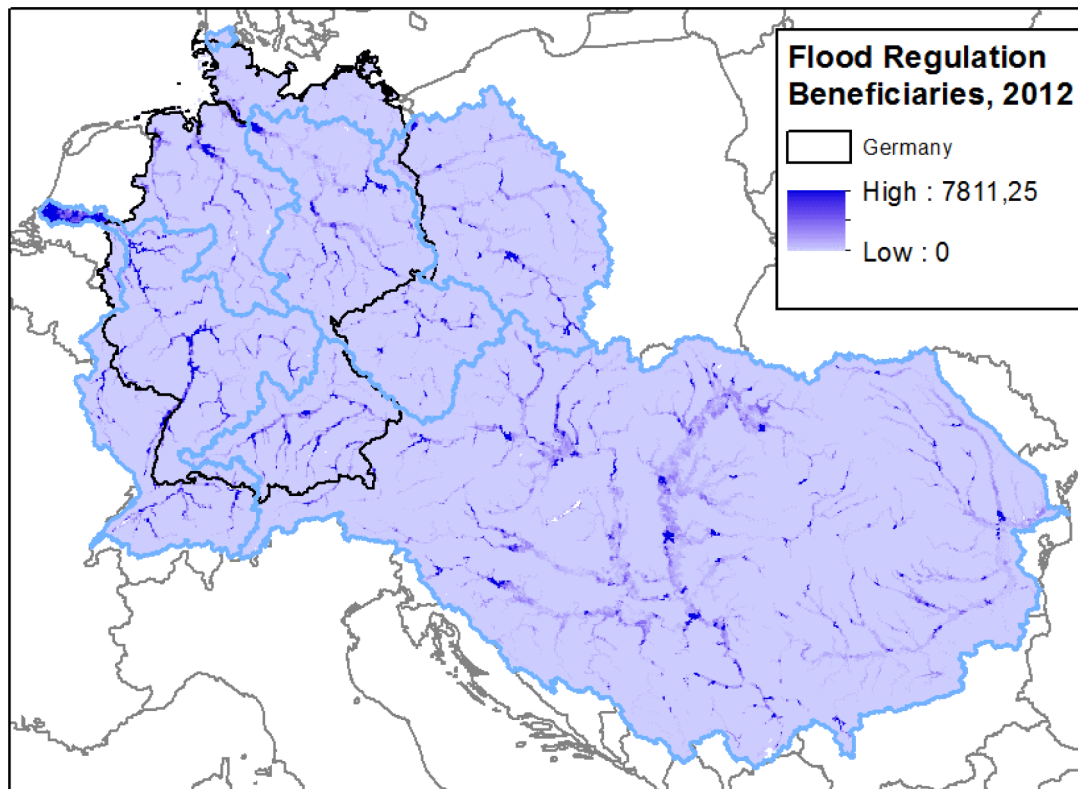 Flood Regulation
Beneficiaries, 2012
Germany
High : 7811,25
Low : 0